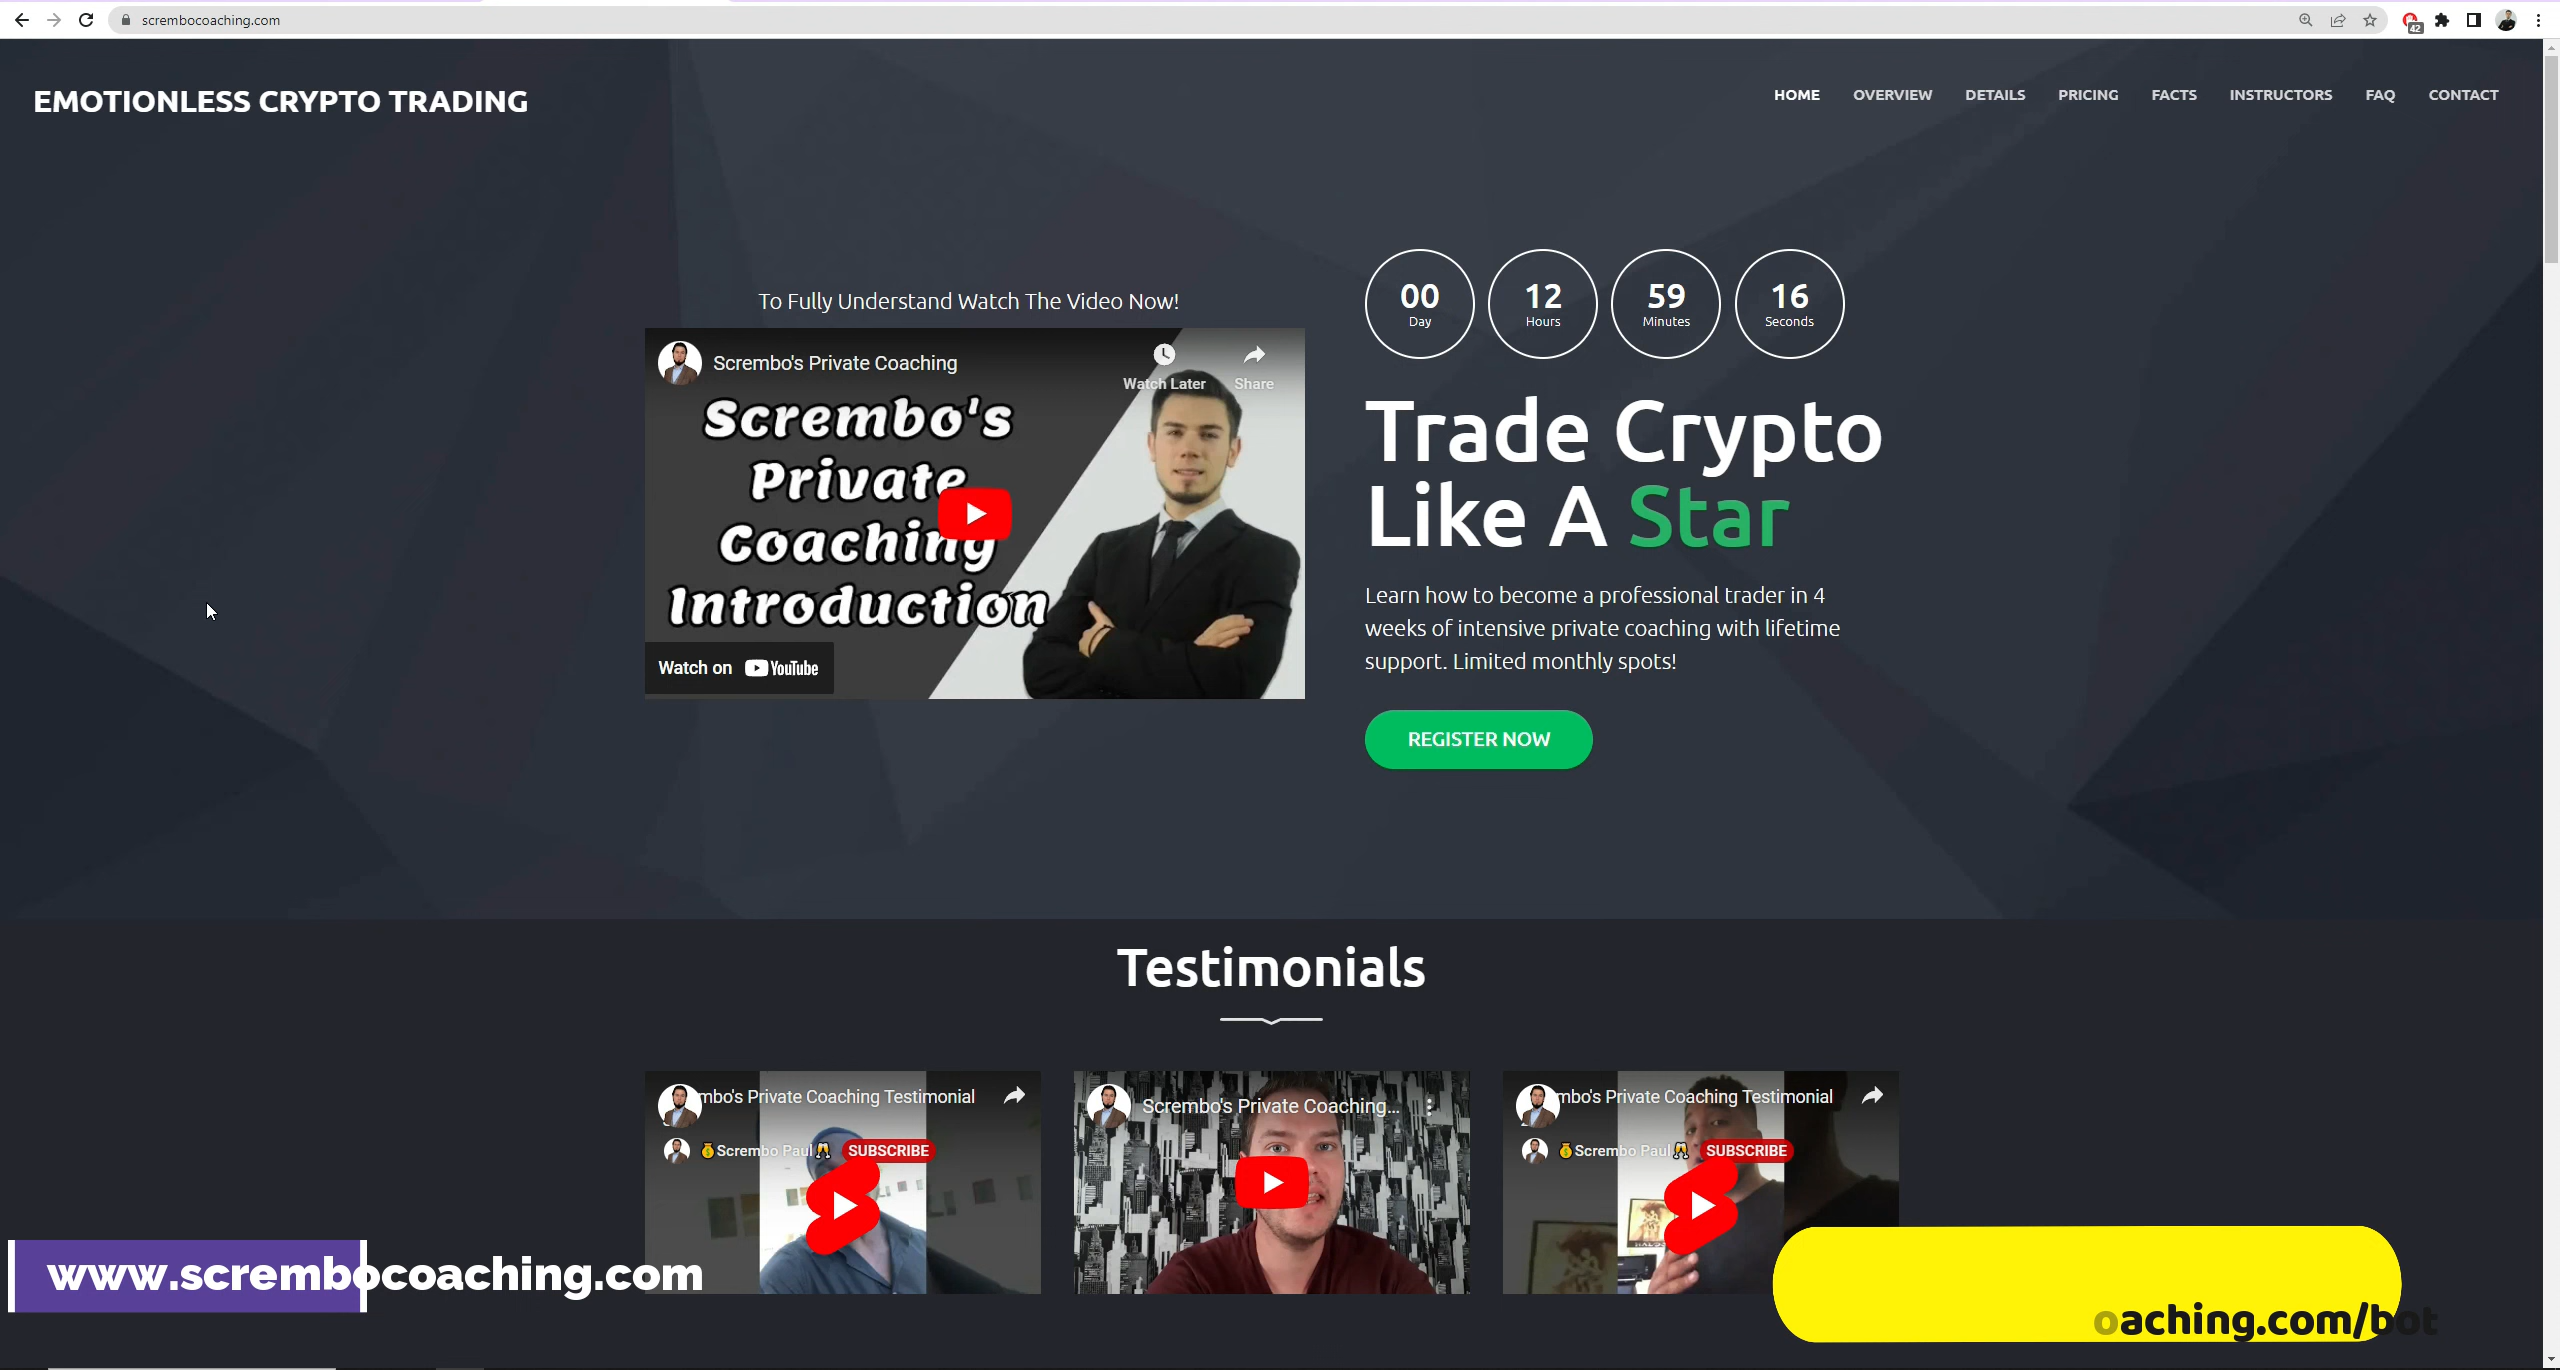 scrembocoaching.com
42
EMOTIONLESS CRYPTO TRADING
HOME OVERVIEW DETAILS PRICING FACTS INSTRUCTORS FAQ CONTACT
To Fully Understand Watch The Video Now!
Scrembo's Private Coaching
Watch Later
Share
Scrembo's
Private
Coaching
Introduction
Watch on YouTube
00
Day
12
Hours
59
Minutes
16
Seconds
Trade Crypto
Like A Star
Learn how to become a professional trader in 4
weeks of intensive private coaching with lifetime
support. Limited monthly spots!
REGISTER NOW
Testimonials
mbo's Private Coaching Testimonial
Scrembo Paul SUBSCRIBE
Scrembo's Private Coaching...
mbo's Private Coaching Testimonial
Scrembo Paul SUBSCRIBE
www.scrembocoaching.com
oaching.com/bot